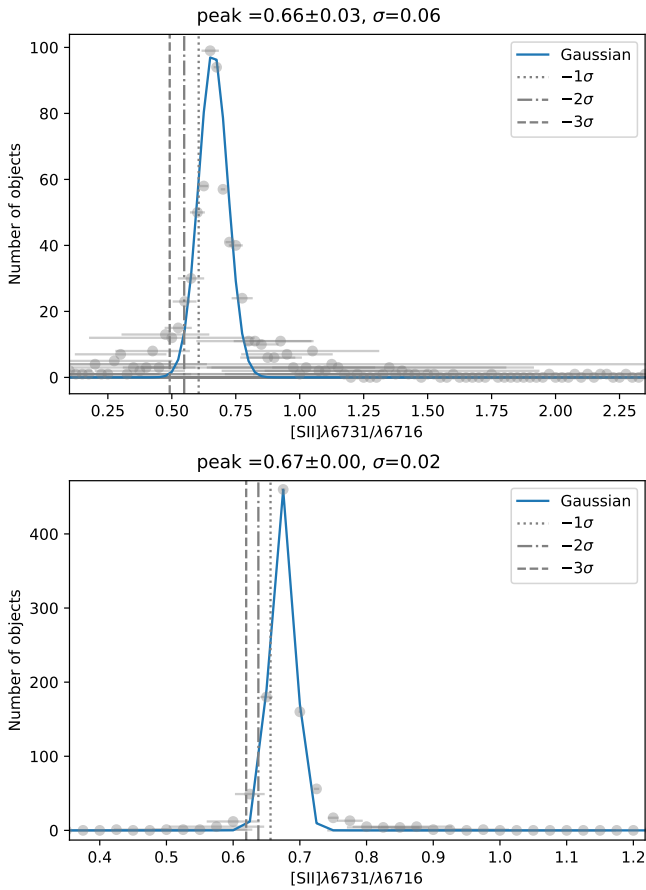 peak =0.66±0.03, σ=0.06
Number of objects
100
80
60
40
20
0
Gaussian
−1σ
−2σ
−3σ
0.25 0.50 0.75 1.00 1.25 1.50 1.75 2.00 2.25
[SII]λ6731/λ6716
peak =0.67±0.00, σ=0.02
Number of objects
400
300
200
100
0
Gaussian
−1σ
−2σ
−3σ
0.4 0.5 0.6 0.7 0.8 0.9 1.0 1.1 1.2
[SII]λ6731/λ6716